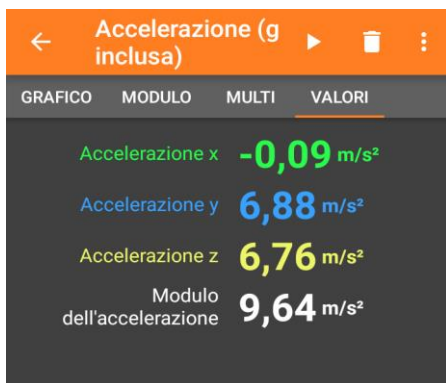 Accelerazione (g
inclusa)
GRAFICO MODULO MULTI VALORI
Accelerazione x -0,09 m/s²
Accelerazione y 6,88 m/s²
Accelerazione z 6,76 m/s²
Modulo
dell'accelerazione 9,64 m/s²